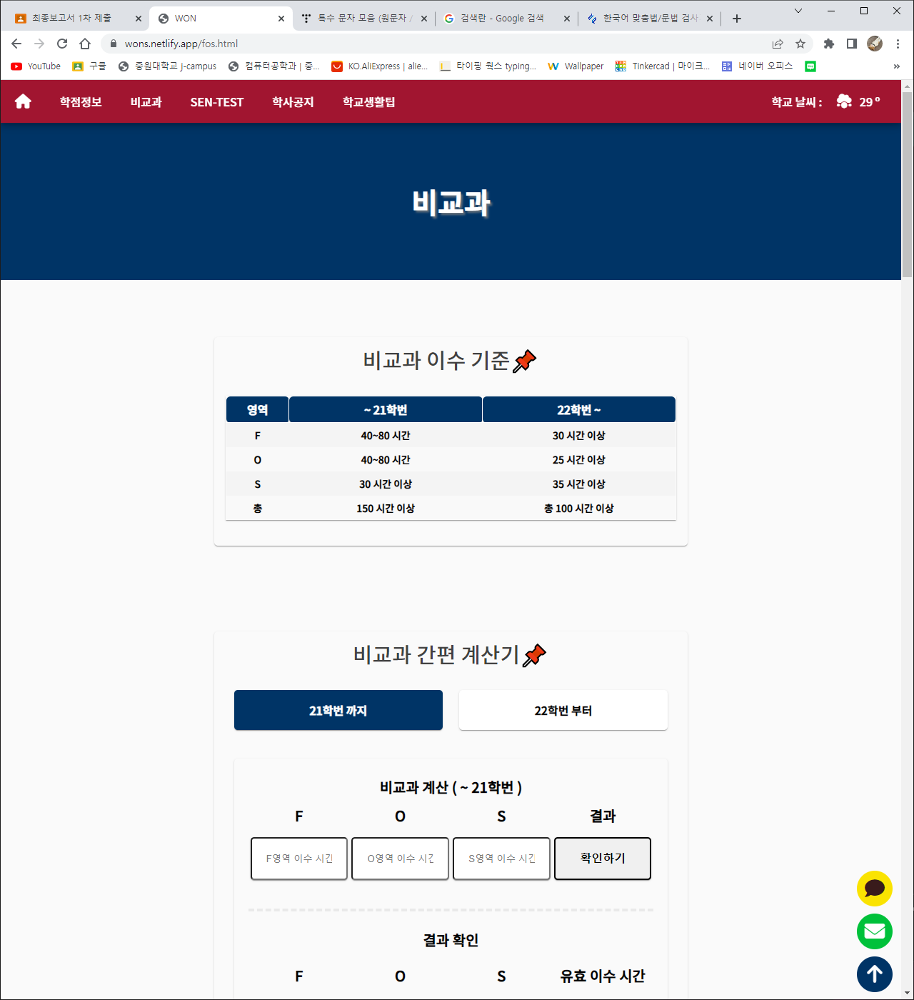 최종보고서 1차 제출
WON
특수 문자 모음 (원문자 /
검색란 - Google 검색
한국어 맞춤법/문법 검사
wons.netlify.app/fos.html
YouTube
구클
중원대학교 j-campus
컴퓨터공학과 | 중...
KO.AliExpress | alie...
타이핑 웍스 typing...
Wallpaper
Tinkercad | 마이크...
네이버 오피스
»
학점정보
비교과
SEN-TEST
학사공지
학교생활팁
학교 날씨 :
29 º
비교과
비교과 이수 기준
영역 ~ 21학번 22학번 ~
F 40~80 시간 30 시간 이상
O 40~80 시간 25 시간 이상
S 30 시간 이상 35 시간 이상
총 150 시간 이상 총 100 시간 이상
비교과 간편 계산기
21학번 까지
22학번 부터
비교과 계산 ( ~ 21학번 )
F O S 결과
F영역 이수 시간
O영역 이수 시간
S영역 이수 시간
확인하기
결과 확인
F O S 유효 이수 시간